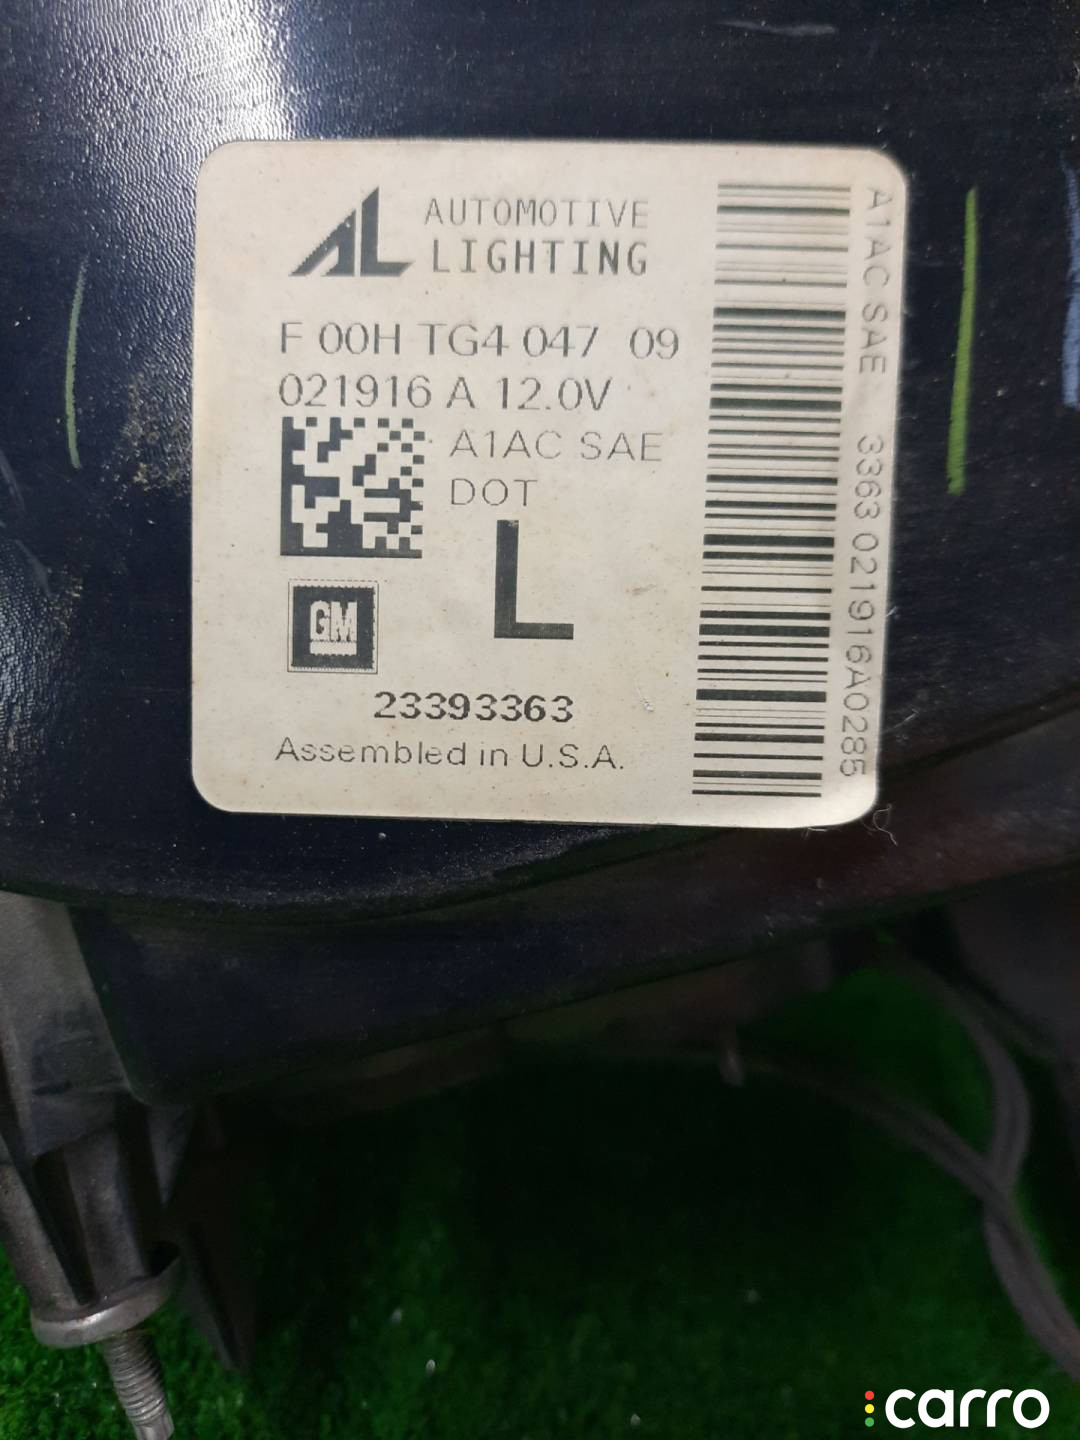 AL AUTOMOTIVE
LIGHTING
F 00H TG4 047 09
021916 A 12.0V
A1AC SAE
DOT
L
GM
23393363
Assembled in U.S.A.
A1AC SAE 3363 021916A0285
carro